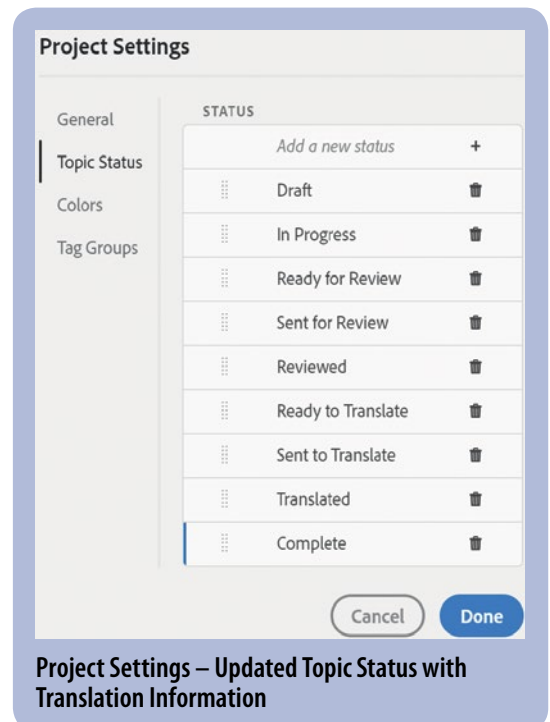 Project Settings
General
Topic Status
Colors
Tag Groups
STATUS
Add a new status +
Draft
In Progress
Ready for Review
Sent for Review
Reviewed
Ready to Translate
Sent to Translate
Translated
Complete
Cancel
Done
Project Settings – Updated Topic Status with
Translation Information